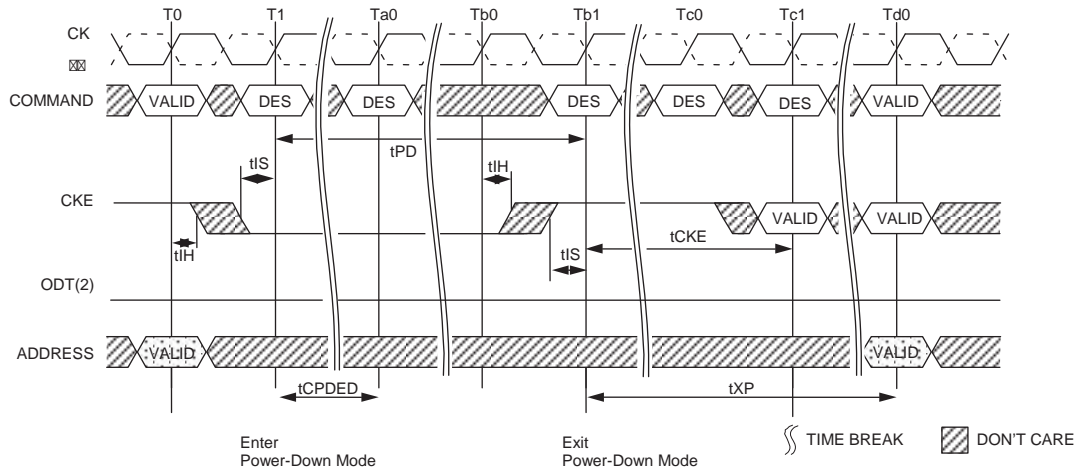 T0 T1 Ta0 Tb0 Tb1 Tc0 Tc1 Td0
CK
COMMAND VALID DES DES DES DES DES VALID
tPD
tIS tIH
CKE VALID VALID
tIH tIS tCKE
ODT(2)
ADDRESS VALID VALID
tCPDED tXP
Enter
Power-Down Mode
Exit
Power-Down Mode
TIME BREAK DON'T CARE